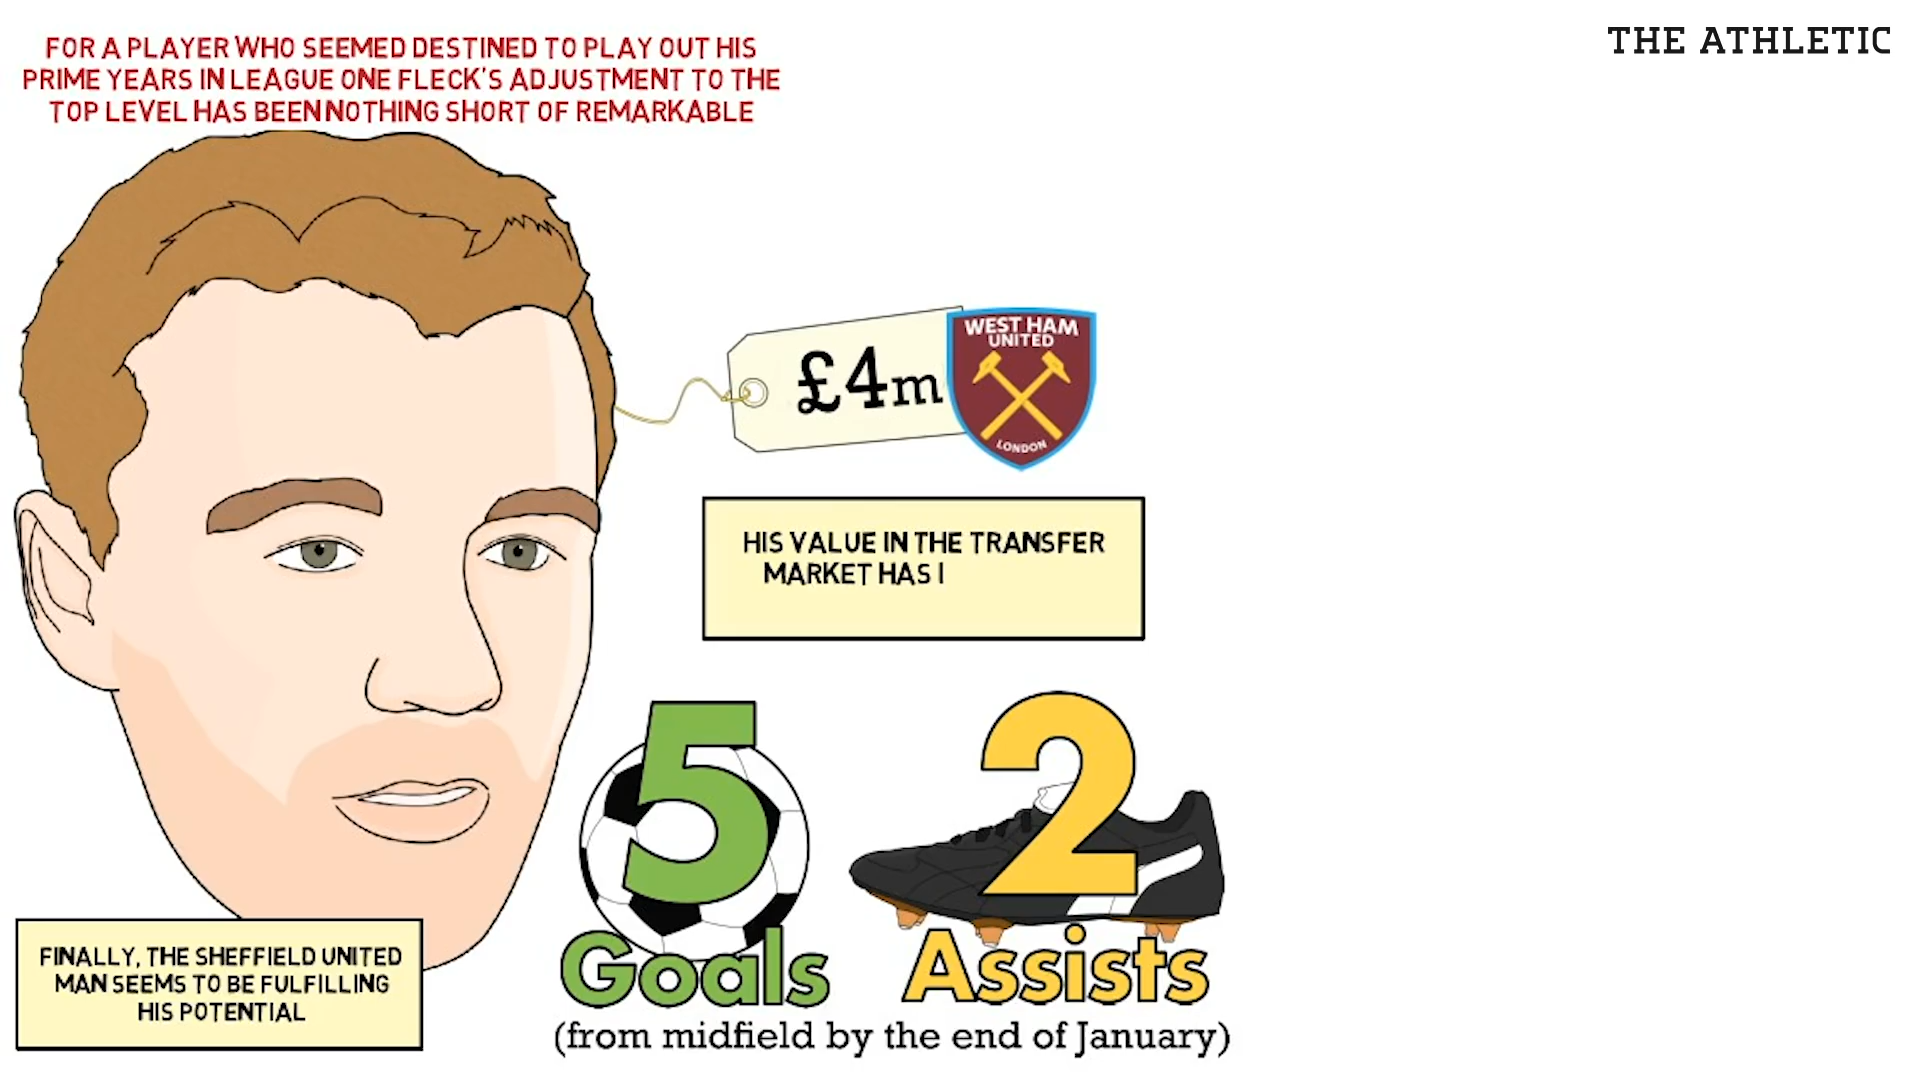 THE ATHLETIC
FOR A PLAYER WHO SEEMED DESTINED TO PLAY OUT HIS
PRIME YEARS IN LEAGUE ONE FLECK'S ADJUSTMENT TO THE
TOP LEVEL HAS BEEN NOTHING SHORT OF REMARKABLE
£4m
WEST HAM
UNITED
LONDON
HIS VALUE IN THE TRANSFER
MARKET HAS I
5
Goals
2
Assists
(from midfield by the end of January)
FINALLY, THE SHEFFIELD UNITED
MAN SEEMS TO BE FULFILLING
HIS POTENTIAL